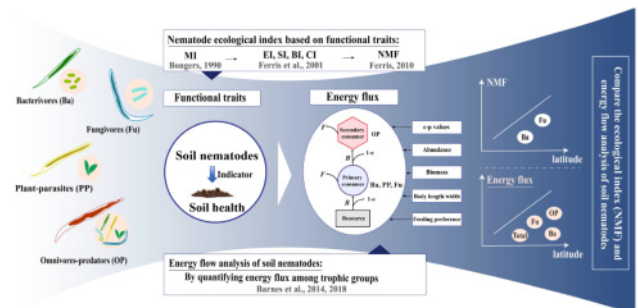 Nematode ecological index based on functional traits:
MI → EI, SI, BI, CI → NMF
Bongers, 1990 Ferris et al., 2001 Ferris, 2010
Bacterivores (Ba)
Fungivores (Fu)
Plant-parasites (PP)
Omnivores-predators (OP)
Functional traits
Soil nematodes
Indicator
Soil health
Energy flux
F
Secondary
consumer
OP
B 1-e
F
Primary
consumer
Ba, PP, Fu
B 1-e
Resource
c-p values
Abundance
Biomass
Body length width
Feeding preference
Energy flow analysis of soil nematodes:
By quantifying energy flux among trophic groups
Barnes et al., 2014, 2018
NMF
Fu
Ba
latitude
Energy flux
OP
Fu
Total
Ba
latitude
Compare the ecological index (NMF) and
energy flow analysis of soil nematodes